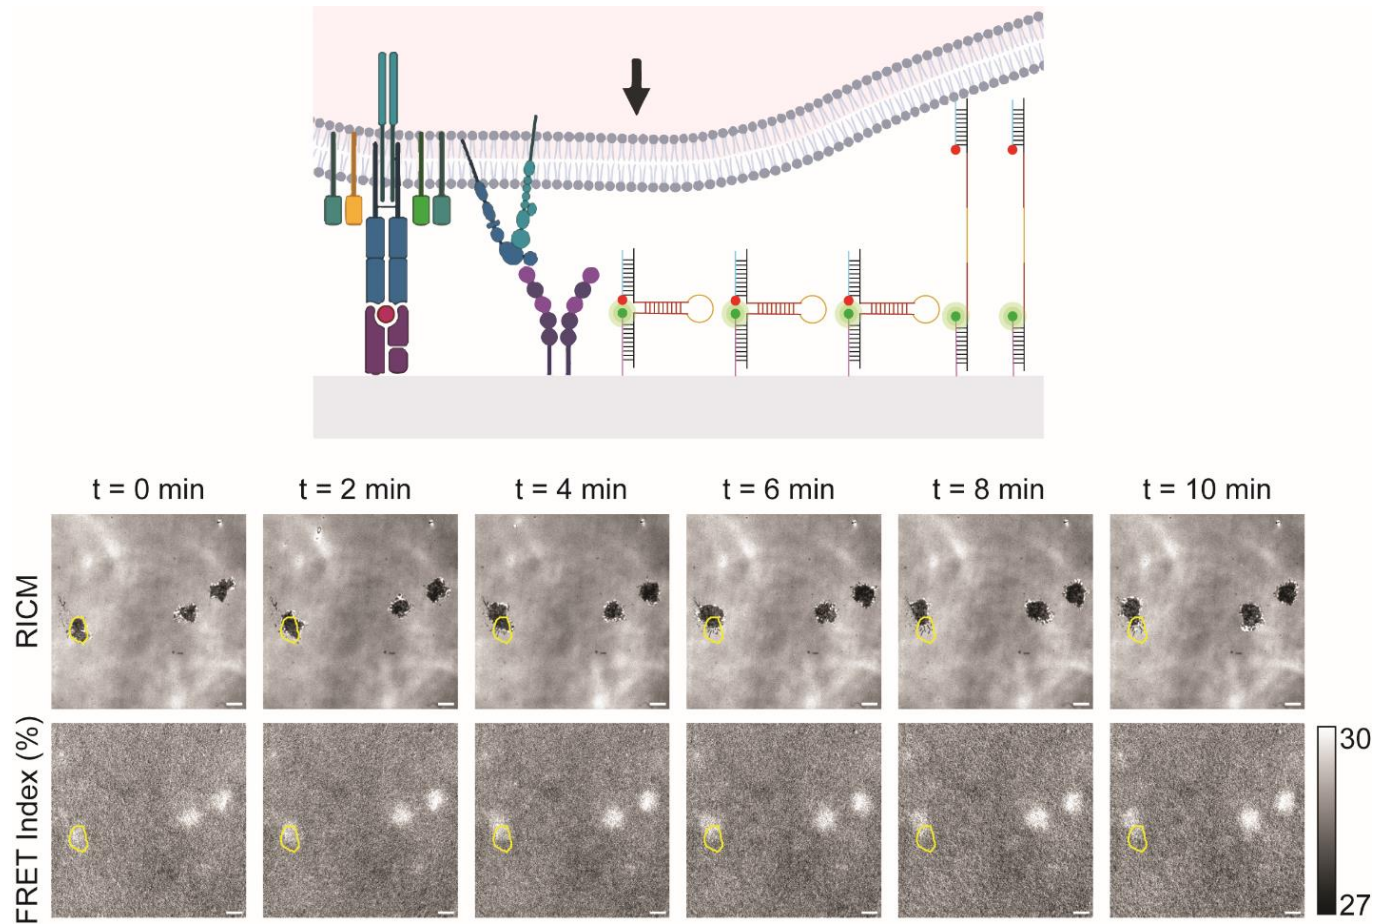 t = 0 min
t = 2 min
t = 4 min
t = 6 min
t = 8 min
t = 10 min
RICM
FRET Index (%)
30
27